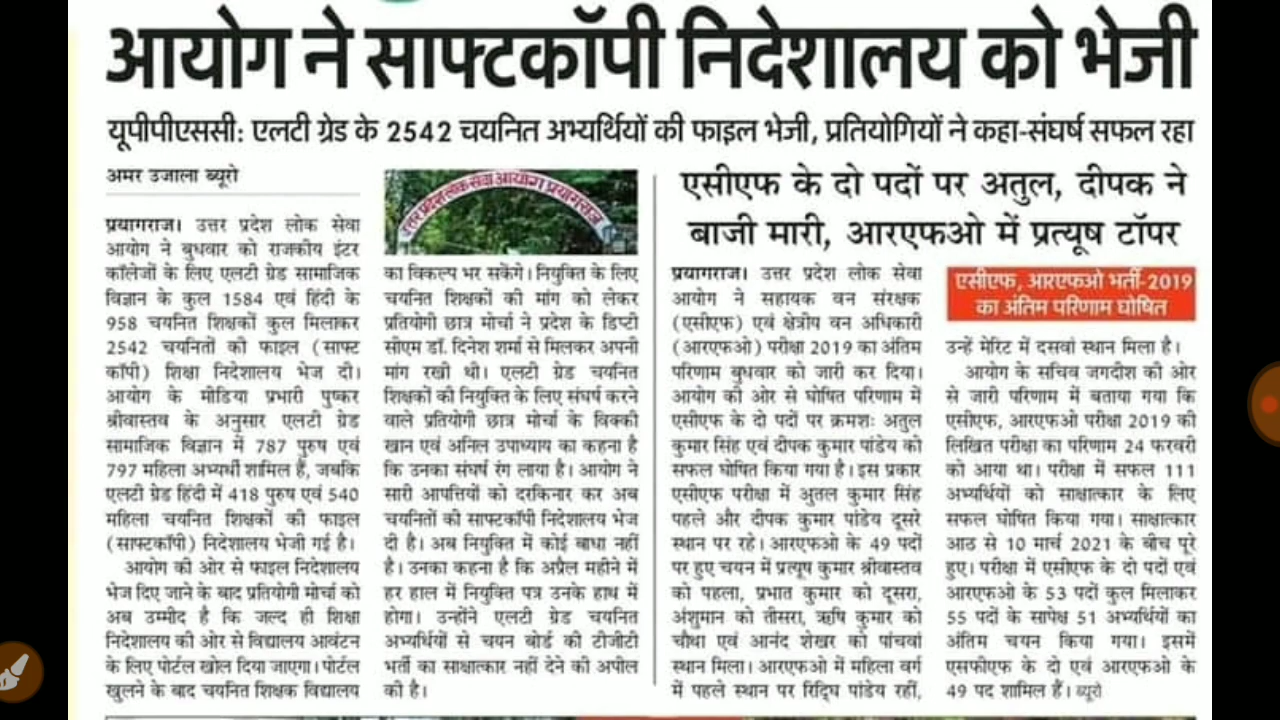 आयोग ने साफ्टकॉपी निदेशालय को भेजी
यूपीपीएससी: एलटी ग्रेड के 2542 चयनित अभ्यर्थियों की फाइल भेजी, प्रतियोगियों ने कहा-संघर्ष सफल रहा
अमर उजाला ब्यूरो
प्रयागराज। उत्तर प्रदेश लोक सेवा
आयोग ने बुधवार को राजकीय इंटर
कॉलेजों के लिए एलटी ग्रेड सामाजिक
विज्ञान के कुल 1584 एवं हिंदी के
958 चयनित शिक्षकों कुल मिलाकर
2542 चयनितों की फाइल (साफ्ट
कॉपी) शिक्षा निदेशालय भेज दी।
आयोग के मीडिया प्रभारी पुष्कर
श्रीवास्तव के अनुसार एलटी ग्रेड
सामाजिक विज्ञान में 787 पुरुष एवं
797 महिला अभ्यर्थी शामिल हैं, जबकि
एलटी ग्रेड हिंदी में 418 पुरुष एवं 540
महिला चयनित शिक्षकों की फाइल
(साफ्टकॉपी) निदेशालय भेजी गई है।
आयोग की ओर से फाइल निदेशालय
भेज दिए जाने के बाद प्रतियोगी मोर्चा को
अब उम्मीद है कि जल्द ही शिक्षा
निदेशालय की ओर से विद्यालय आवंटन
के लिए पोर्टल खोल दिया जाएगा। पोर्टल
खुलने के बाद चयनित शिक्षक विद्यालय
उत्तर प्रदेश लोक सेवा आयोग प्रयागराज
का विकल्प भर सकेंगे। नियुक्ति के लिए
चयनित शिक्षकों की मांग को लेकर
प्रतियोगी छात्र मोर्चा ने प्रदेश के डिप्टी
सीएम डॉ. दिनेश शर्मा से मिलकर अपनी
मांग रखी थी। एलटी ग्रेड चयनित
शिक्षकों की नियुक्ति के लिए संघर्ष करने
वाले प्रतियोगी छात्र मोर्चा के विक्की
खान एवं अनिल उपाध्याय का कहना है
कि उनका संघर्ष रंग लाया है। आयोग ने
सारी आपत्तियों को दरकिनार कर अब
चयनितों की साफ्टकॉपी निदेशालय भेज
दी है। अब नियुक्ति में कोई बाधा नहीं
है। उनका कहना है कि अप्रैल महीने में
हर हाल में नियुक्ति पत्र उनके हाथ में
होगा। उन्होंने एलटी ग्रेड चयनित
अभ्यर्थियों से चयन बोर्ड की टीजीटी
भर्ती का साक्षात्कार नहीं देने की अपील
की है।
एसीएफ के दो पदों पर अतुल, दीपक ने
बाजी मारी, आरएफओ में प्रत्यूष टॉपर
प्रयागराज। उत्तर प्रदेश लोक सेवा
आयोग ने सहायक वन संरक्षक
(एसीएफ) एवं क्षेत्रीय वन अधिकारी
(आरएफओ) परीक्षा 2019 का अंतिम
परिणाम बुधवार को जारी कर दिया।
आयोग की ओर से घोषित परिणाम में
एसीएफ के दो पदों पर क्रमशः अतुल
कुमार सिंह एवं दीपक कुमार पांडेय को
सफल घोषित किया गया है। इस प्रकार
एसीएफ परीक्षा में अुतल कुमार सिंह
पहले और दीपक कुमार पांडेय दूसरे
स्थान पर रहे। आरएफओ के 49 पदों
पर हुए चयन में प्रत्यूष कुमार श्रीवास्तव
को पहला, प्रभात कुमार को दूसरा,
अंशुमान को तीसरा, ऋषि कुमार को
चौथा एवं आनंद शेखर को पांचवां
स्थान मिला। आरएफओ में महिला वर्ग
में पहले स्थान पर रिद्धि पांडेय रहीं,
एसीएफ, आरएफओ भर्ती-2019
का अंतिम परिणाम घोषित
उन्हें मेरिट में दसवां स्थान मिला है।
आयोग के सचिव जगदीश की ओर
से जारी परिणाम में बताया गया कि
एसीएफ, आरएफओ परीक्षा 2019 की
लिखित परीक्षा का परिणाम 24 फरवरी
को आया था। परीक्षा में सफल 111
अभ्यर्थियों को साक्षात्कार के लिए
सफल घोषित किया गया। साक्षात्कार
आठ से 10 मार्च 2021 के बीच पूरे
हुए। परीक्षा में एसीएफ के दो पदों एवं
आरएफओ के 53 पदों कुल मिलाकर
55 पदों के सापेक्ष 51 अभ्यर्थियों का
अंतिम चयन किया गया। इसमें
एसफीएफ के दो एवं आरएफओ के
49 पद शामिल हैं। ब्यूरो